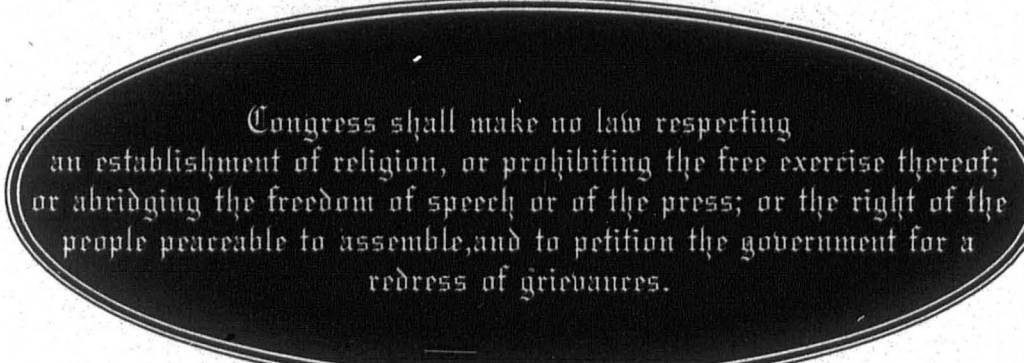 Congress shall make no law respecting
an establishment of religion, or prohibiting the free exercise thereof;
or abridging the freedom of speech or of the press; or the right of the
people peaceable to assemble,and to petition the government for a
redress of grievances.